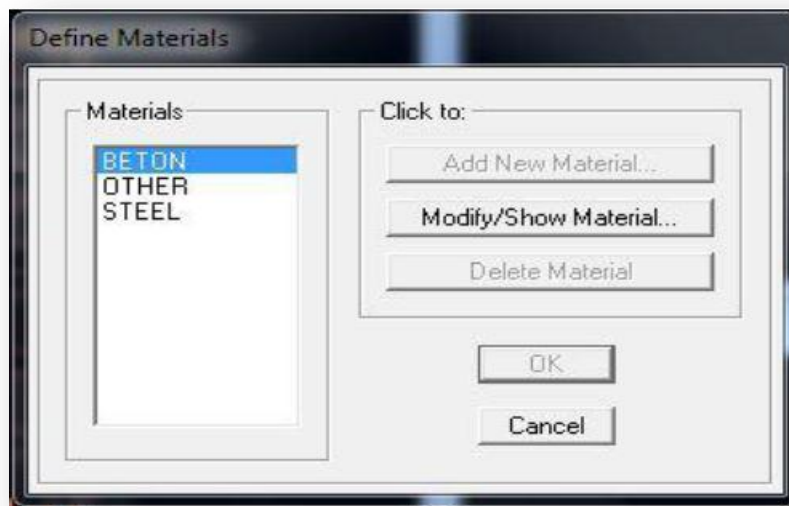 Define Materials
Materials
BETON
OTHER
STEEL
Click to:
Add New Material...
Modify/Show Material...
Delete Material
OK
Cancel